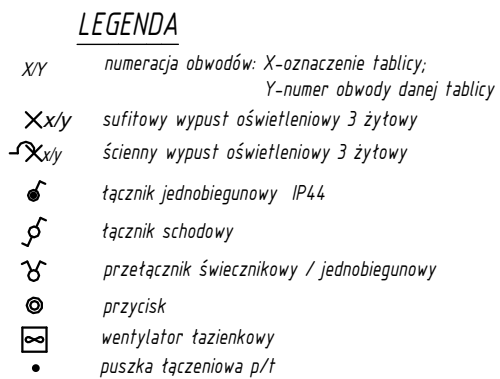 LEGENDA
X/Y numeracja obwodów: X-oznaczenie tablicy;
Y-numer obwody danej tablicy
x/y sufitowy wypust oświetleniowy 3 żyłowy
x/y ścienny wypust oświetleniowy 3 żyłowy
łącznik jednobiegunowy IP44
łącznik schodowy
przełącznik świecznikowy / jednobiegunowy
przycisk
wentylator łazienkowy
puszka łączeniowa p/t